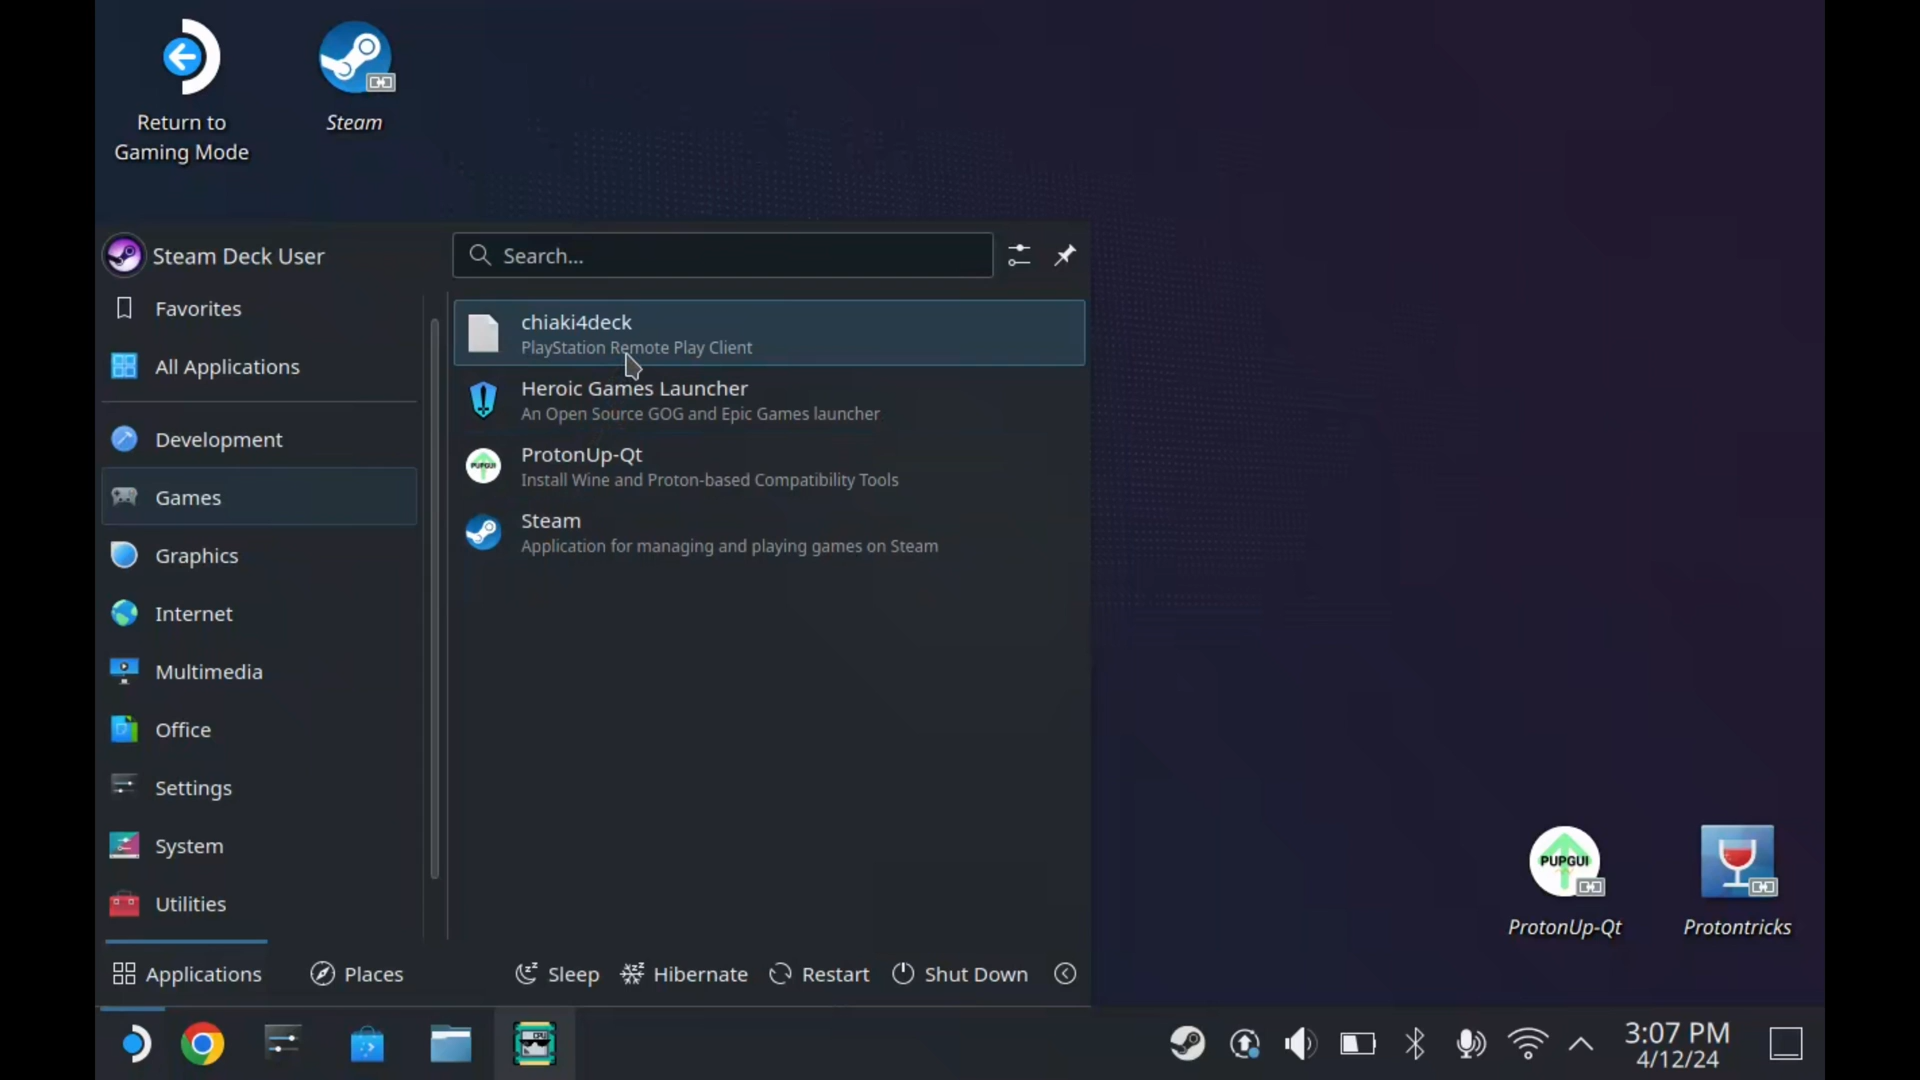 Return to
Gaming Mode
Steam
Steam Deck User
Search...
Favorites
All Applications
Development
Games
Graphics
Internet
Multimedia
Office
Settings
System
Utilities
chiaki4deck
PlayStation Remote Play Client
Heroic Games Launcher
An Open Source GOG and Epic Games launcher
PUPGUI
ProtonUp-Qt
Install Wine and Proton-based Compatibility Tools
Steam
Application for managing and playing games on Steam
PUPGUI
ProtonUp-Qt
Protontricks
Applications
Places
Sleep
Hibernate
Restart
Shut Down
CPU
3:07 PM
4/12/24